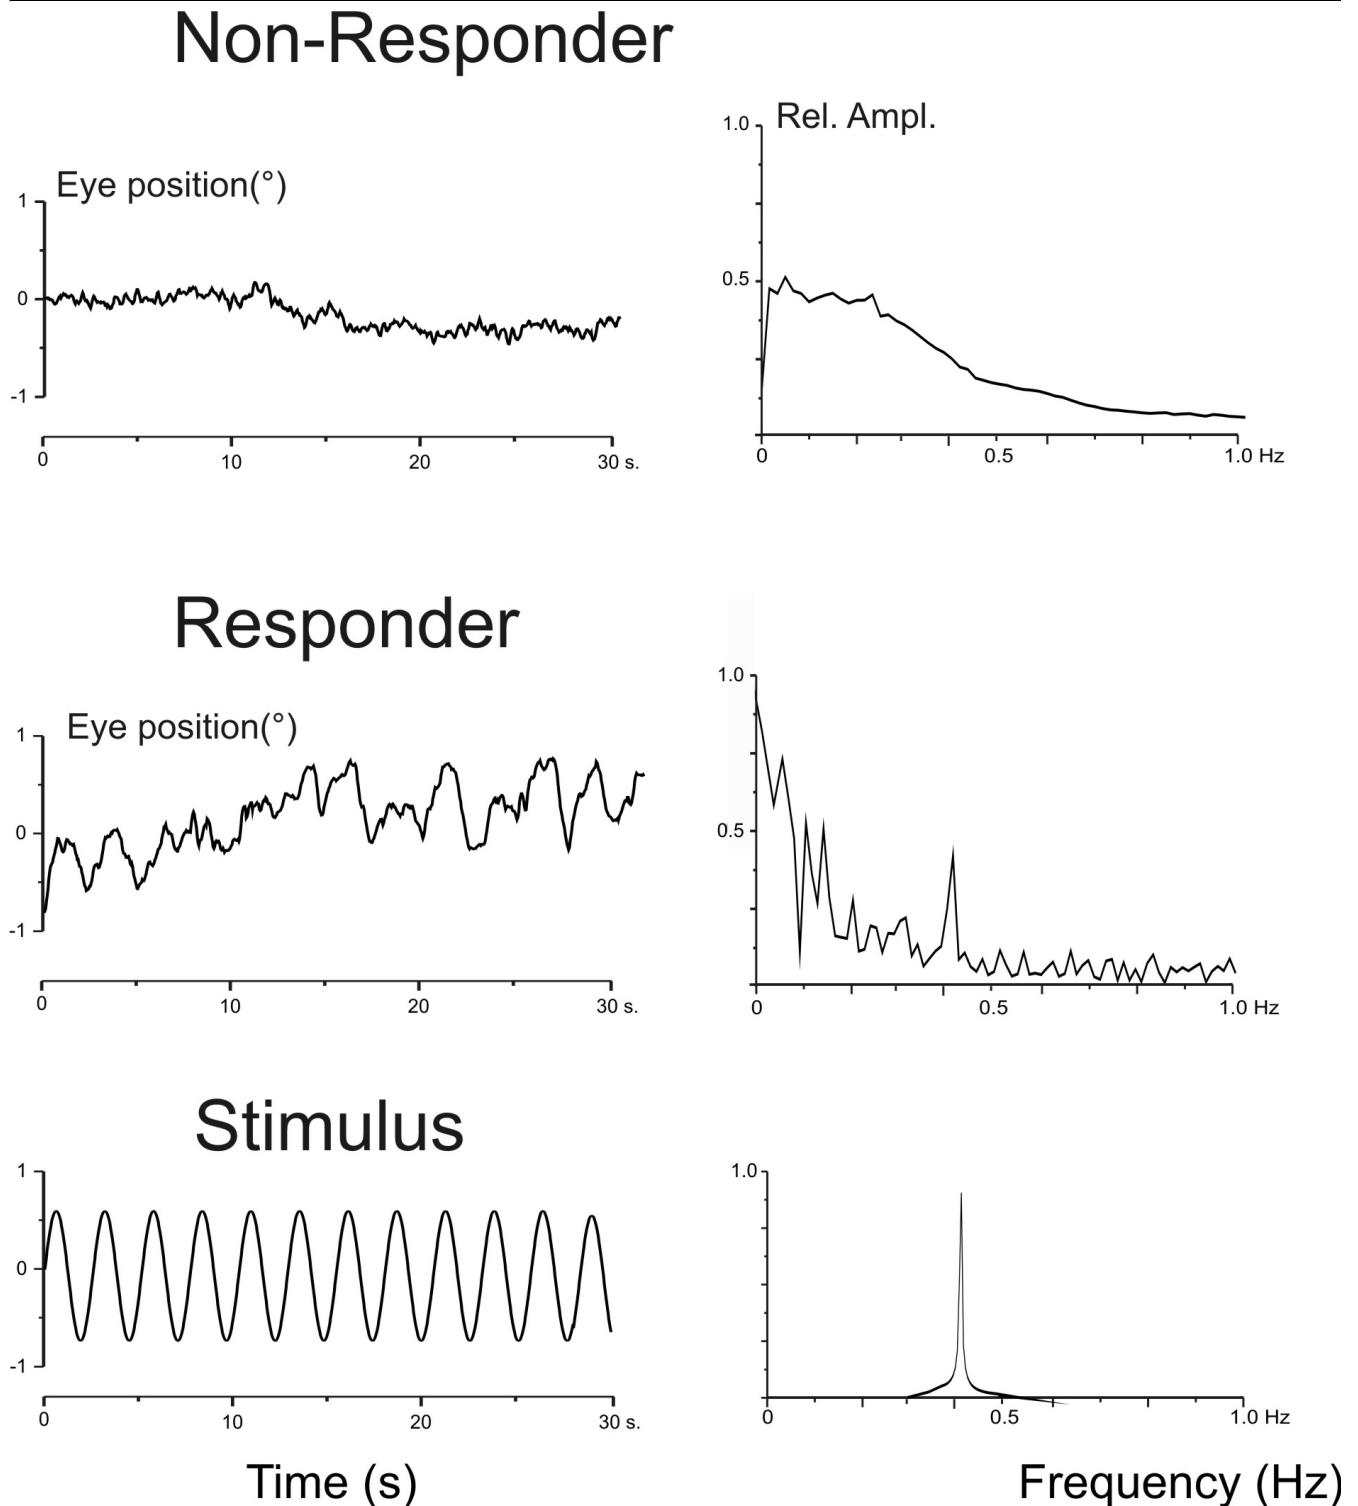 Non-Responder
Rel. Ampl.
1.0
Eye position(°)
1
0.5
0
-1
0 10 20 30 s.
0 0.5 1.0 Hz
Responder
1.0
Eye position(°)
1
0.5
0
-1
0 10 20 30 s.
0 0.5 1.0 Hz
Stimulus
1 1.0
0
-1
0 10 20 30 s.
0 0.5 1.0 Hz
Time (s) Frequency (Hz)